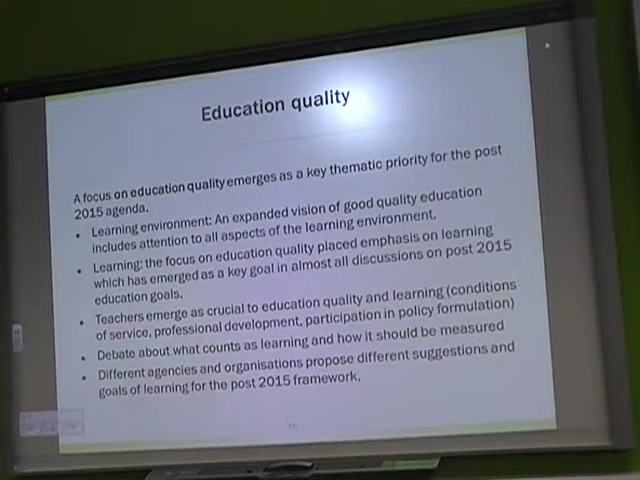 Education quality
A focus on education quality emerges as a key thematic priority for the post
2015 agenda.
• Learning environment: An expanded vision of good quality education
includes attention to all aspects of the learning environment.
• Learning: the focus on education quality placed emphasis on learning
which has emerged as a key goal in almost all discussions on post 2015
education goals.
• Teachers emerge as crucial to education quality and learning (conditions
of service, professional development, participation in policy formulation)
• Debate about what counts as learning and how it should be measured
• Different agencies and organisations propose different suggestions and
goals of learning for the post 2015 framework.